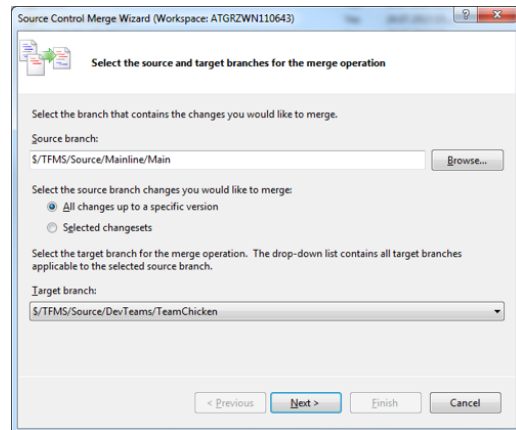 Source Control Merge Wizard (Workspace: ATGRZWN110643)
Select the source and target branches for the merge operation
Select the branch that contains the changes you would like to merge.
Source branch:
$/TFMS/Source/Mainline/Main
Browse...
Select the source branch changes you would like to merge:
All changes up to a specific version
Selected changesets
Select the target branch for the merge operation.  The drop-down list contains all target branches
applicable to the selected source branch.
Target branch:
$/TFMS/Source/DevTeams/TeamChicken
< Previous
Next >
Finish
Cancel